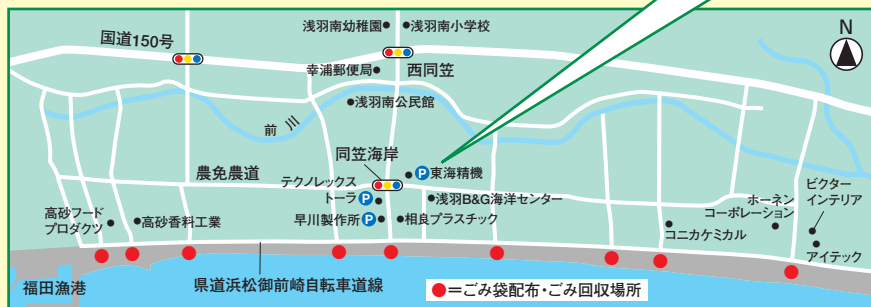 浅羽南幼稚園
浅羽南小学校
国道150号
N
幸浦郵便局
西同笠
浅羽南公民館
前川
同笠海岸
農免農道
P 東海精機
テクノレックス
トーラ P
浅羽B&G海洋センター
早川製作所 P
相良プラスチック
高砂フード
プロダクツ
高砂香料工業
ビクター
インテリア
ホーネン
コーポレーション
コニカケミカル
アイテック
福田漁港
県道浜松御前崎自転車道線
=ごみ袋配布・ごみ回収場所